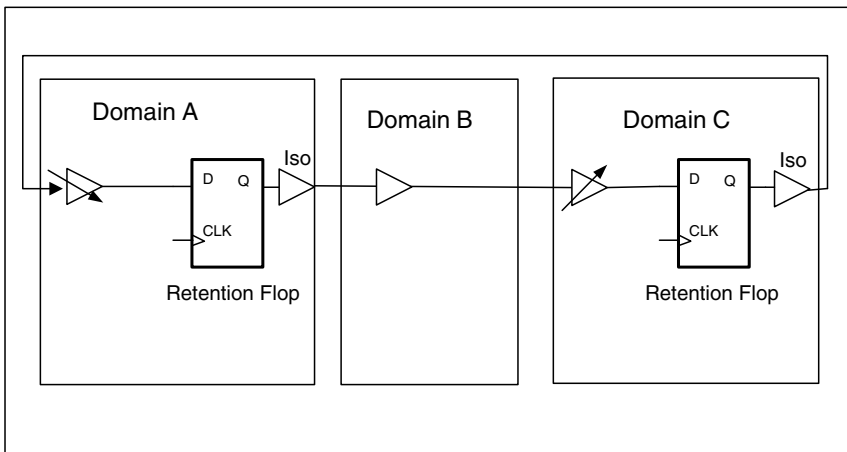 Domain A
Domain B
Domain C
Iso
Iso
D Q
D Q
CLK
CLK
Retention Flop
Retention Flop